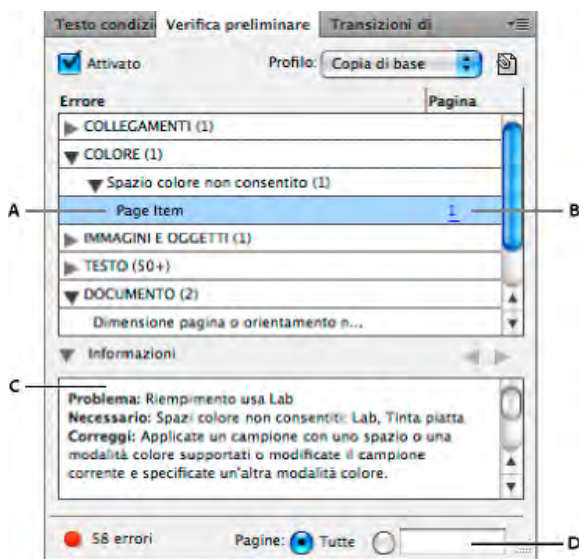 Testo condizi Verifica preliminare Transizioni di
Attivato Profilo: Copia di base
Errore Pagina
COLLEGAMENTI (1)
COLORE (1)
Spazio colore non consentito (1)
A Page Item 1 B
IMMAGINI E OGGETTI (1)
TESTO (50+)
DOCUMENTO (2)
Dimensione pagina o orientamento n...
Informazioni
C
Problema: Riempimento usa Lab
Necessario: Spazi colore non consentiti: Lab, Tinta piatta
Correggi: Applicate un campione con uno spazio o una
modalità colore supportati o modificate il campione
corrente e specificate un'altra modalità colore.
58 errori Pagine: Tutte D